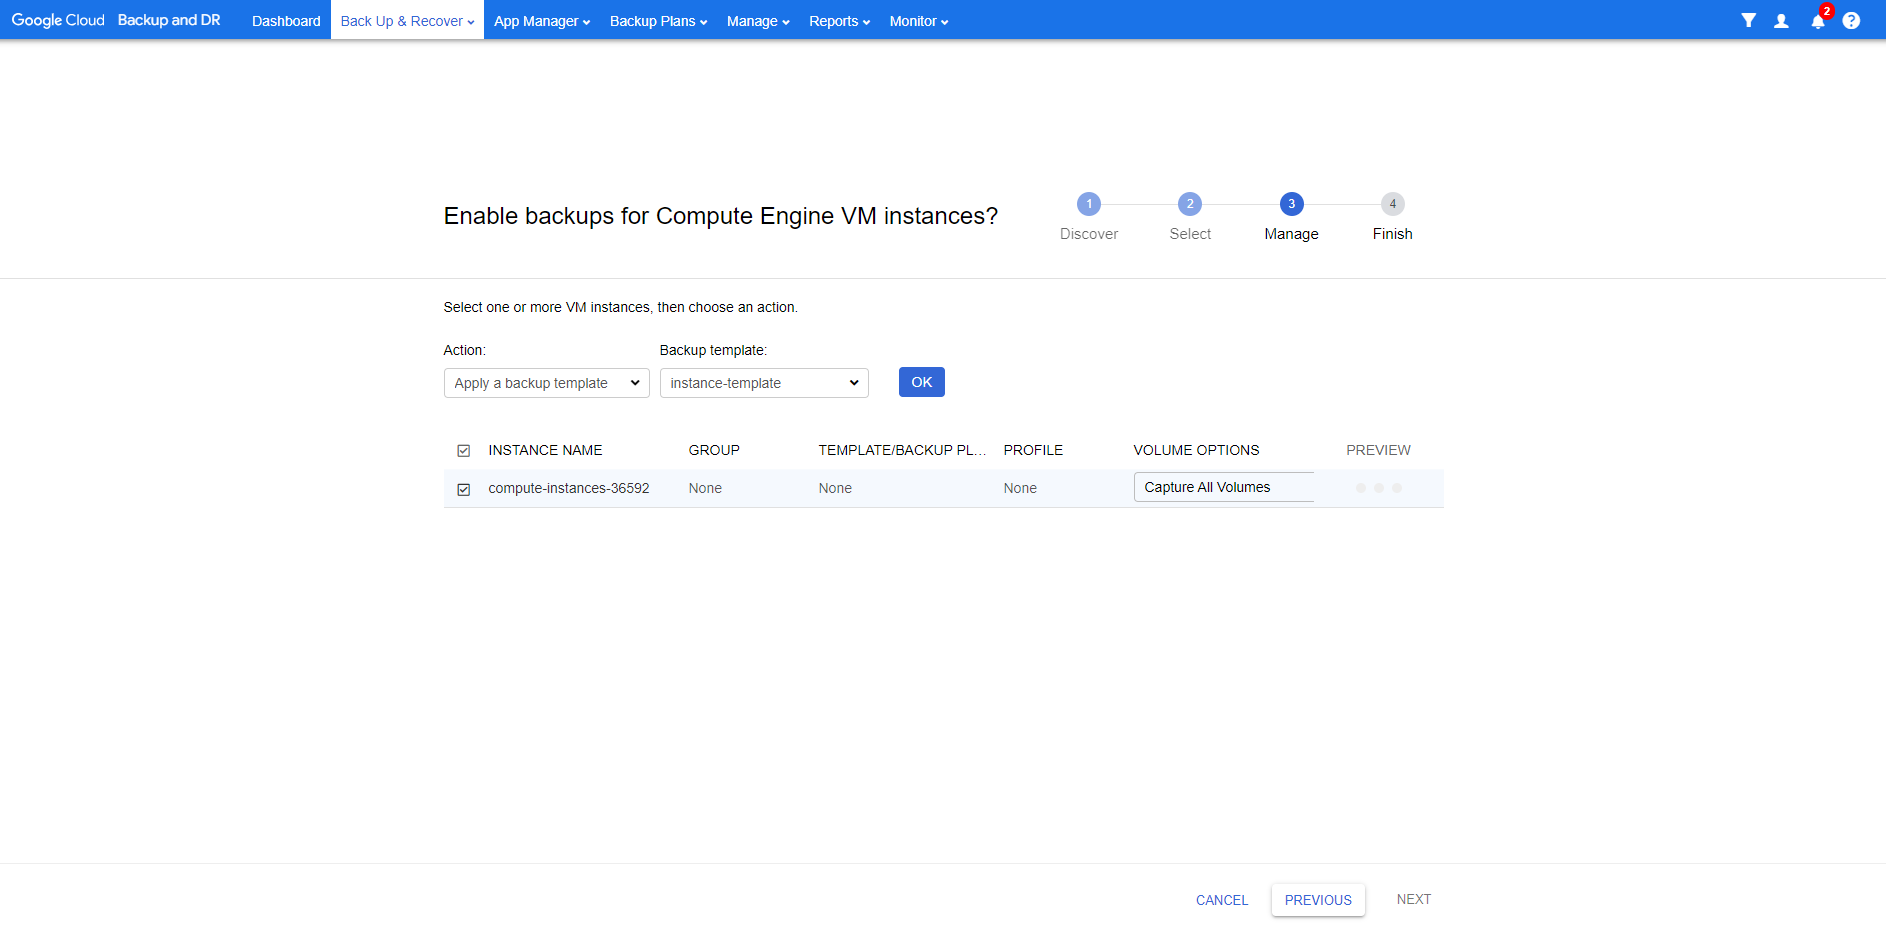 Google Cloud Backup and DR Dashboard Back Up & Recover App Manager Backup Plans Manage Reports Monitor 2 ?
Enable backups for Compute Engine VM instances?
1 2 3 4
Discover Select Manage Finish
Select one or more VM instances, then choose an action.
Action: Backup template:
Apply a backup template instance-template OK
INSTANCE NAME GROUP TEMPLATE/BACKUP PL... PROFILE VOLUME OPTIONS PREVIEW
compute-instances-36592 None None None Capture All Volumes
CANCEL PREVIOUS NEXT